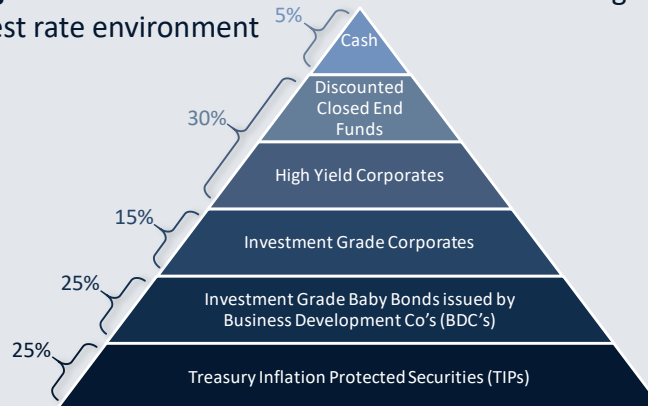 est rate environment
5%
Cash
Discounted
Closed End
Funds
30%
High Yield Corporates
15%
Investment Grade Corporates
25%
Investment Grade Baby Bonds issued by
Business Development Co's (BDC's)
25%
Treasury Inflation Protected Securities (TIPs)